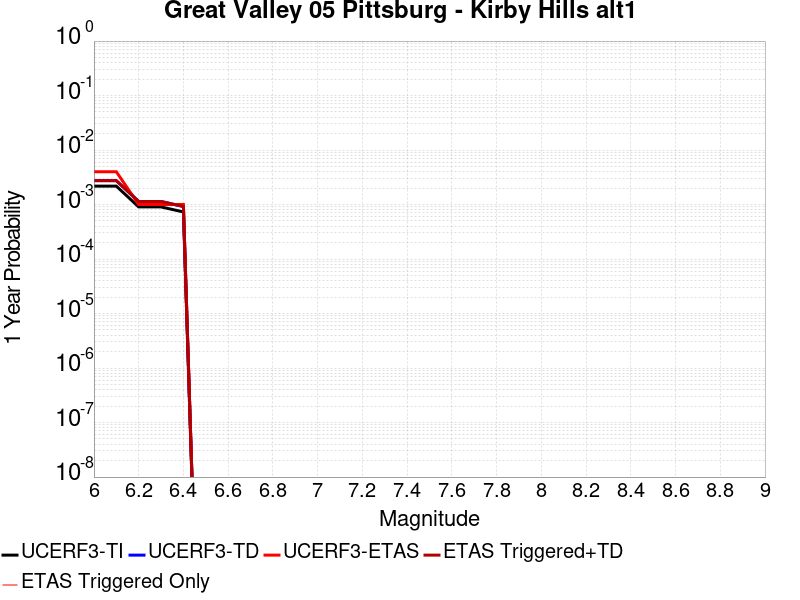 Great Valley 05 Pittsburg - Kirby Hills alt1
10^0
10^-1
10^-2
10^-3
10^-4
10^-5
10^-6
10^-7
10^-8
1 Year Probability
6 6.2 6.4 6.6 6.8 7 7.2 7.4 7.6 7.8 8 8.2 8.4 8.6 8.8 9
Magnitude
UCERF3-TI UCERF3-TD UCERF3-ETAS ETAS Triggered+TD
ETAS Triggered Only